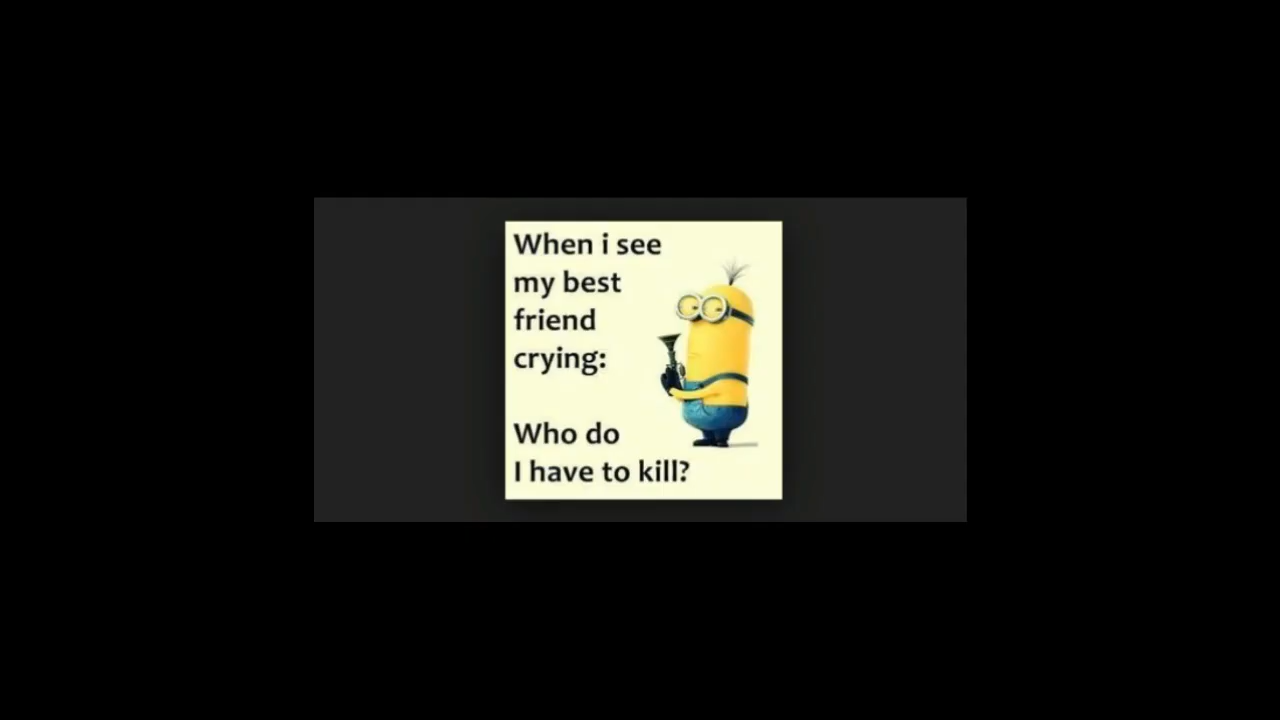 When i see
my best
friend
crying:
Who do
I have to kill?